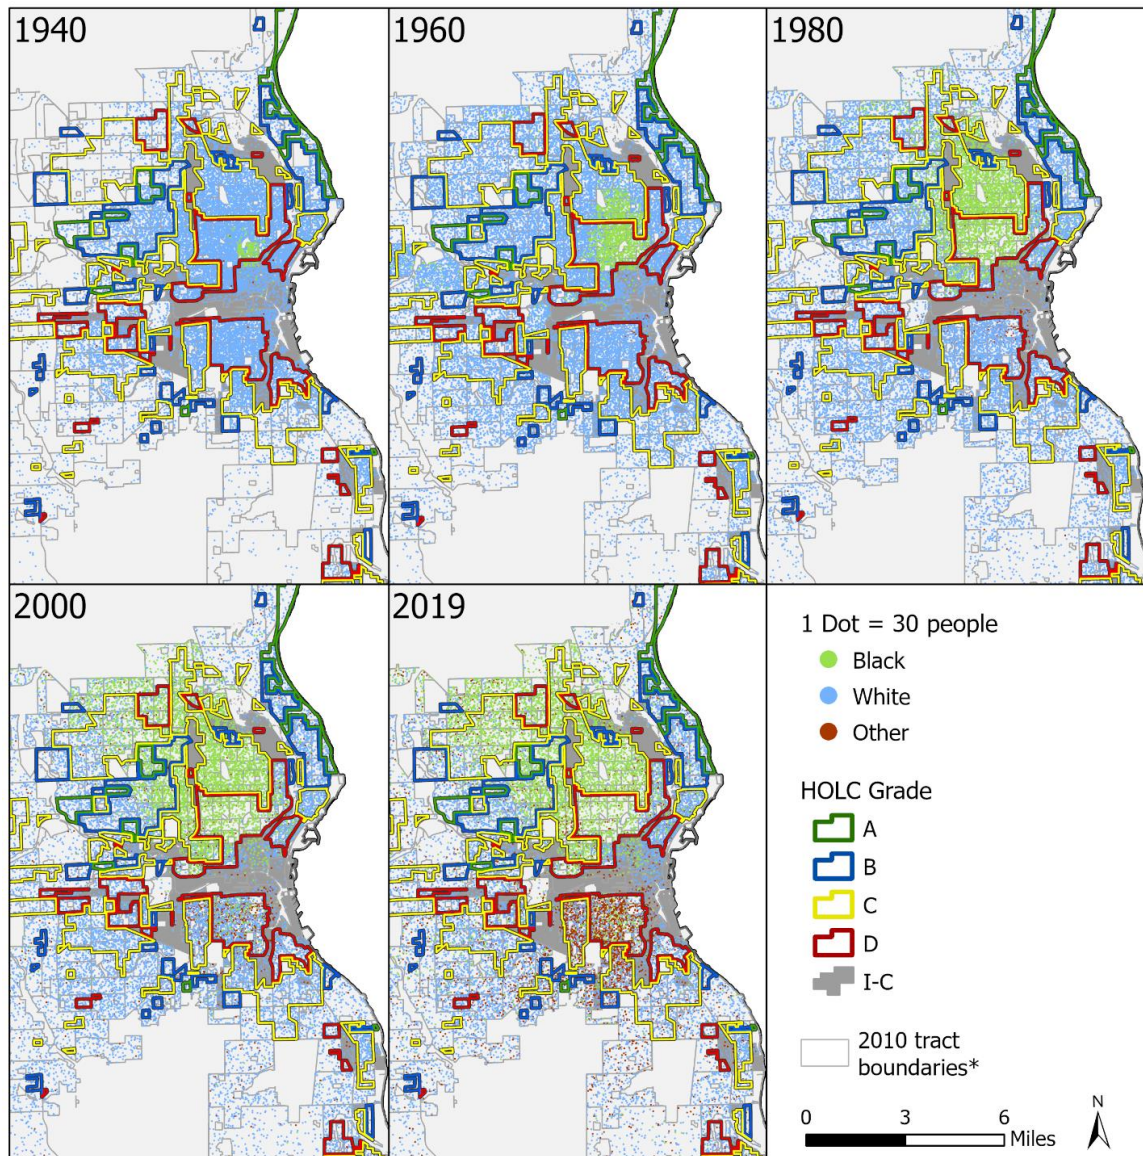 1940
1960
1980
2000
2019
1 Dot = 30 people
Black
White
Other
HOLC Grade
A
B
C
D
I-C
2010 tract
boundaries*
0 3 6
Miles
N